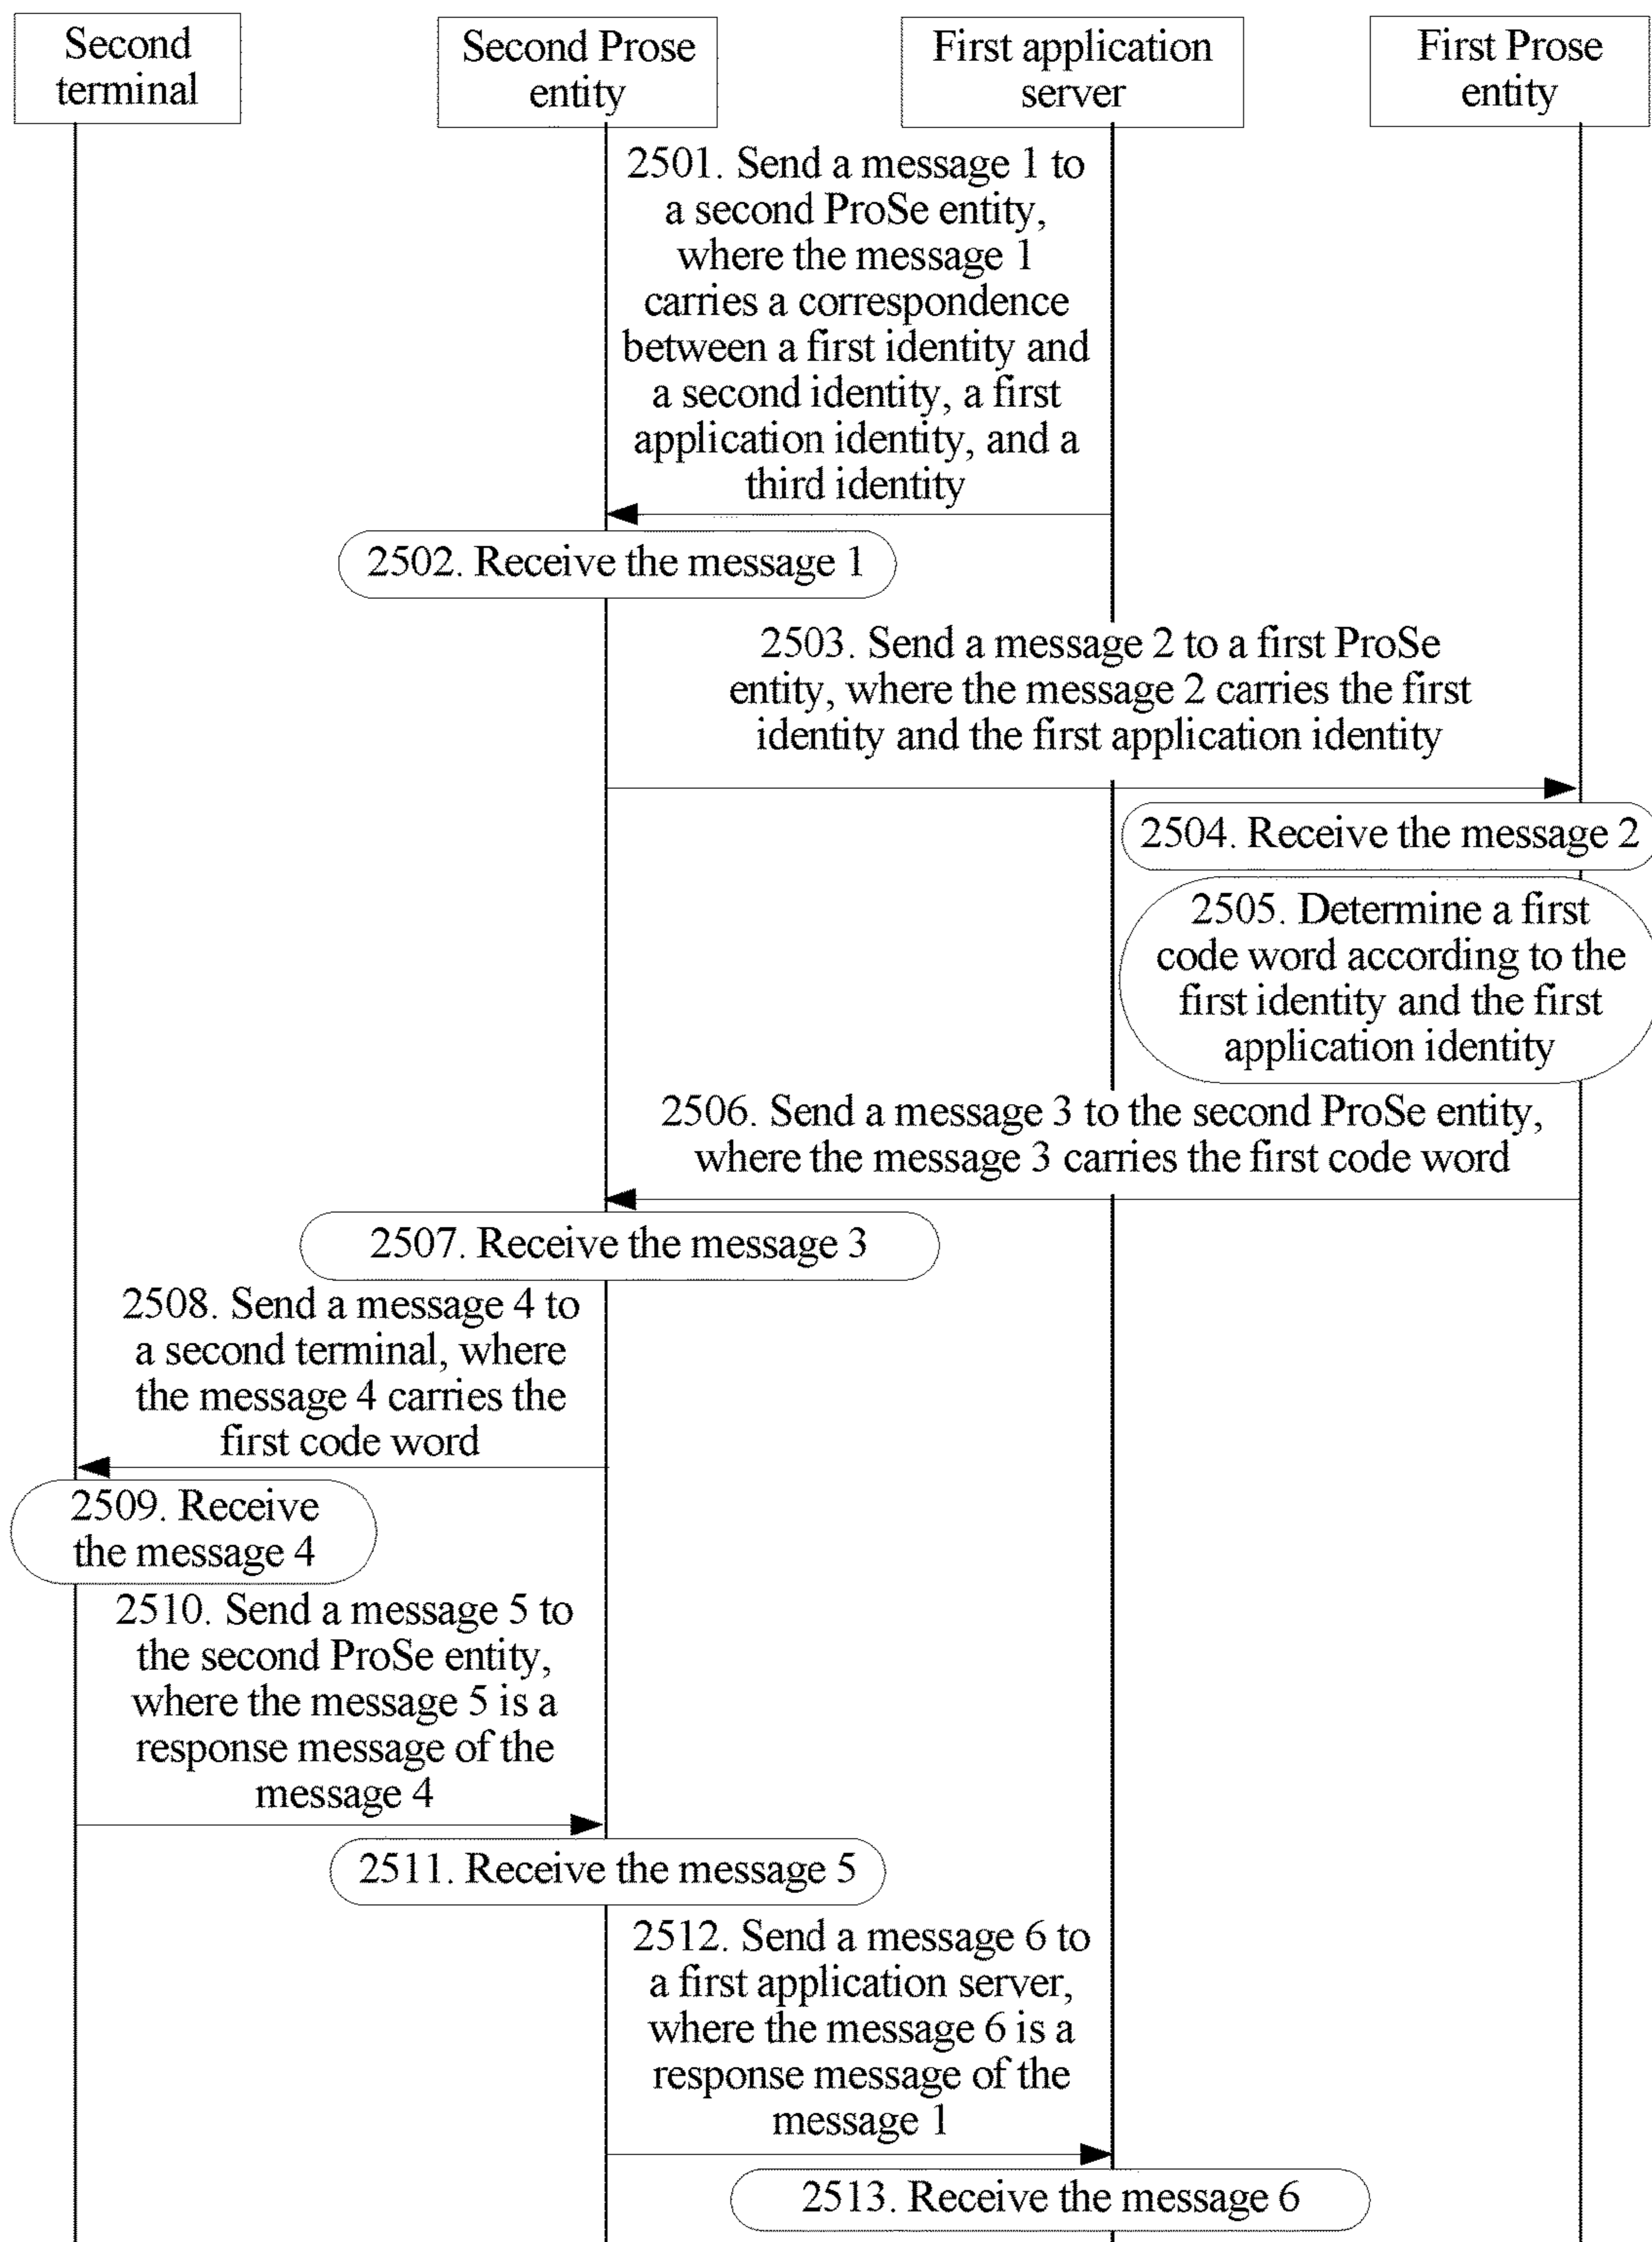 Second
terminal
Second Prose
entity
First application
server
First Prose
entity
2501. Send a message 1 to
a second ProSe entity,
where the message 1
carries a correspondence
between a first identity and
a second identity, a first
application identity, and a
third identity
2502. Receive the message 1
2503. Send a message 2 to a first ProSe
entity, where the message 2 carries the first
identity and the first application identity
2504. Receive the message 2
2505. Determine a first
code word according to the
first identity and the first
application identity
2506. Send a message 3 to the second ProSe entity,
where the message 3 carries the first code word
2507. Receive the message 3
2508. Send a message 4 to
a second terminal, where
the message 4 carries the
first code word
2509. Receive
the message 4
2510. Send a message 5 to
the second ProSe entity,
where the message 5 is a
response message of the
message 4
2511. Receive the message 5
2512. Send a message 6 to
a first application server,
where the message 6 is a
response message of the
message 1
2513. Receive the message 6